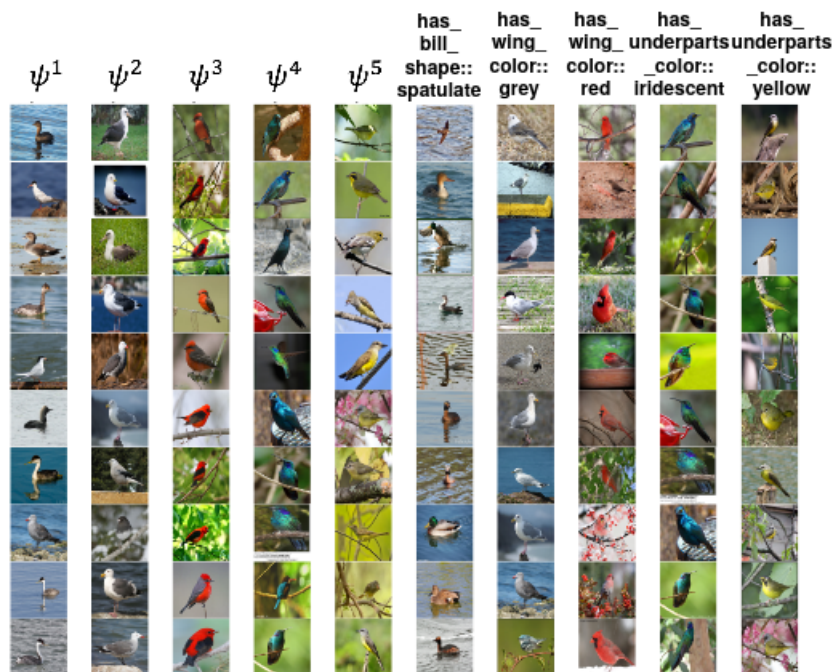 ψ¹ ψ² ψ³ ψ⁴ ψ⁵
has_
bill_
shape::
spatulate
has_
wing_
color::
grey
has_
wing_
color::
red
has_
underparts
_color::
iridescent
has_
underparts
_color::
yellow